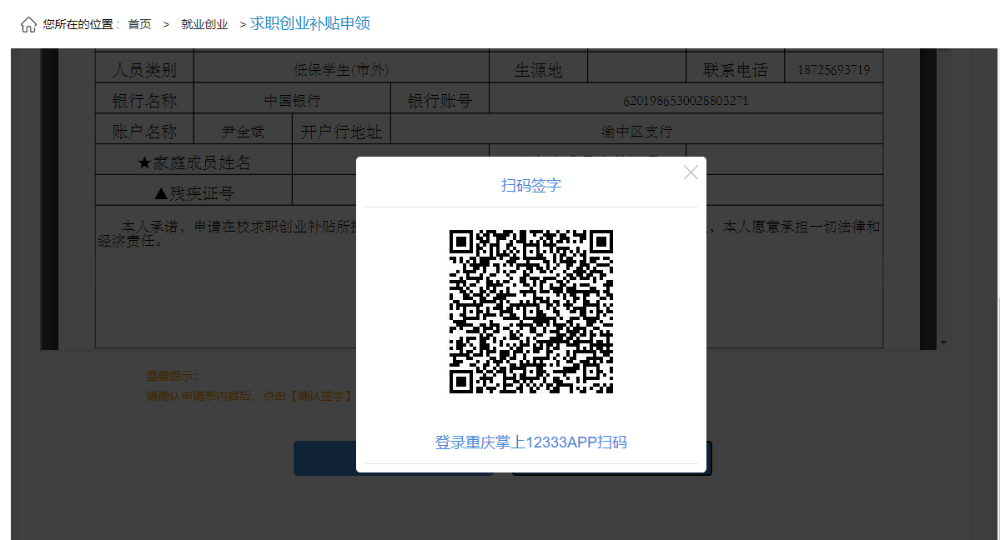 您所在的位置： 首页 > 就业创业 > 求职创业补贴申领
人员类别 低保学生(市外) 生源地 联系电话 18725693719
银行名称 中国银行 银行账号 6201986530028803271
账户名称 尹全斌 开户行地址 渝中区支行
★家庭成员姓名
▲残疾证号
本人承诺，申请在校求职创业补贴所 ，本人愿意承担一切法律和
经济责任。
扫码签字
登录重庆掌上12333APP扫码
温馨提示：
请确认申请表内容后，点击【确认签字】